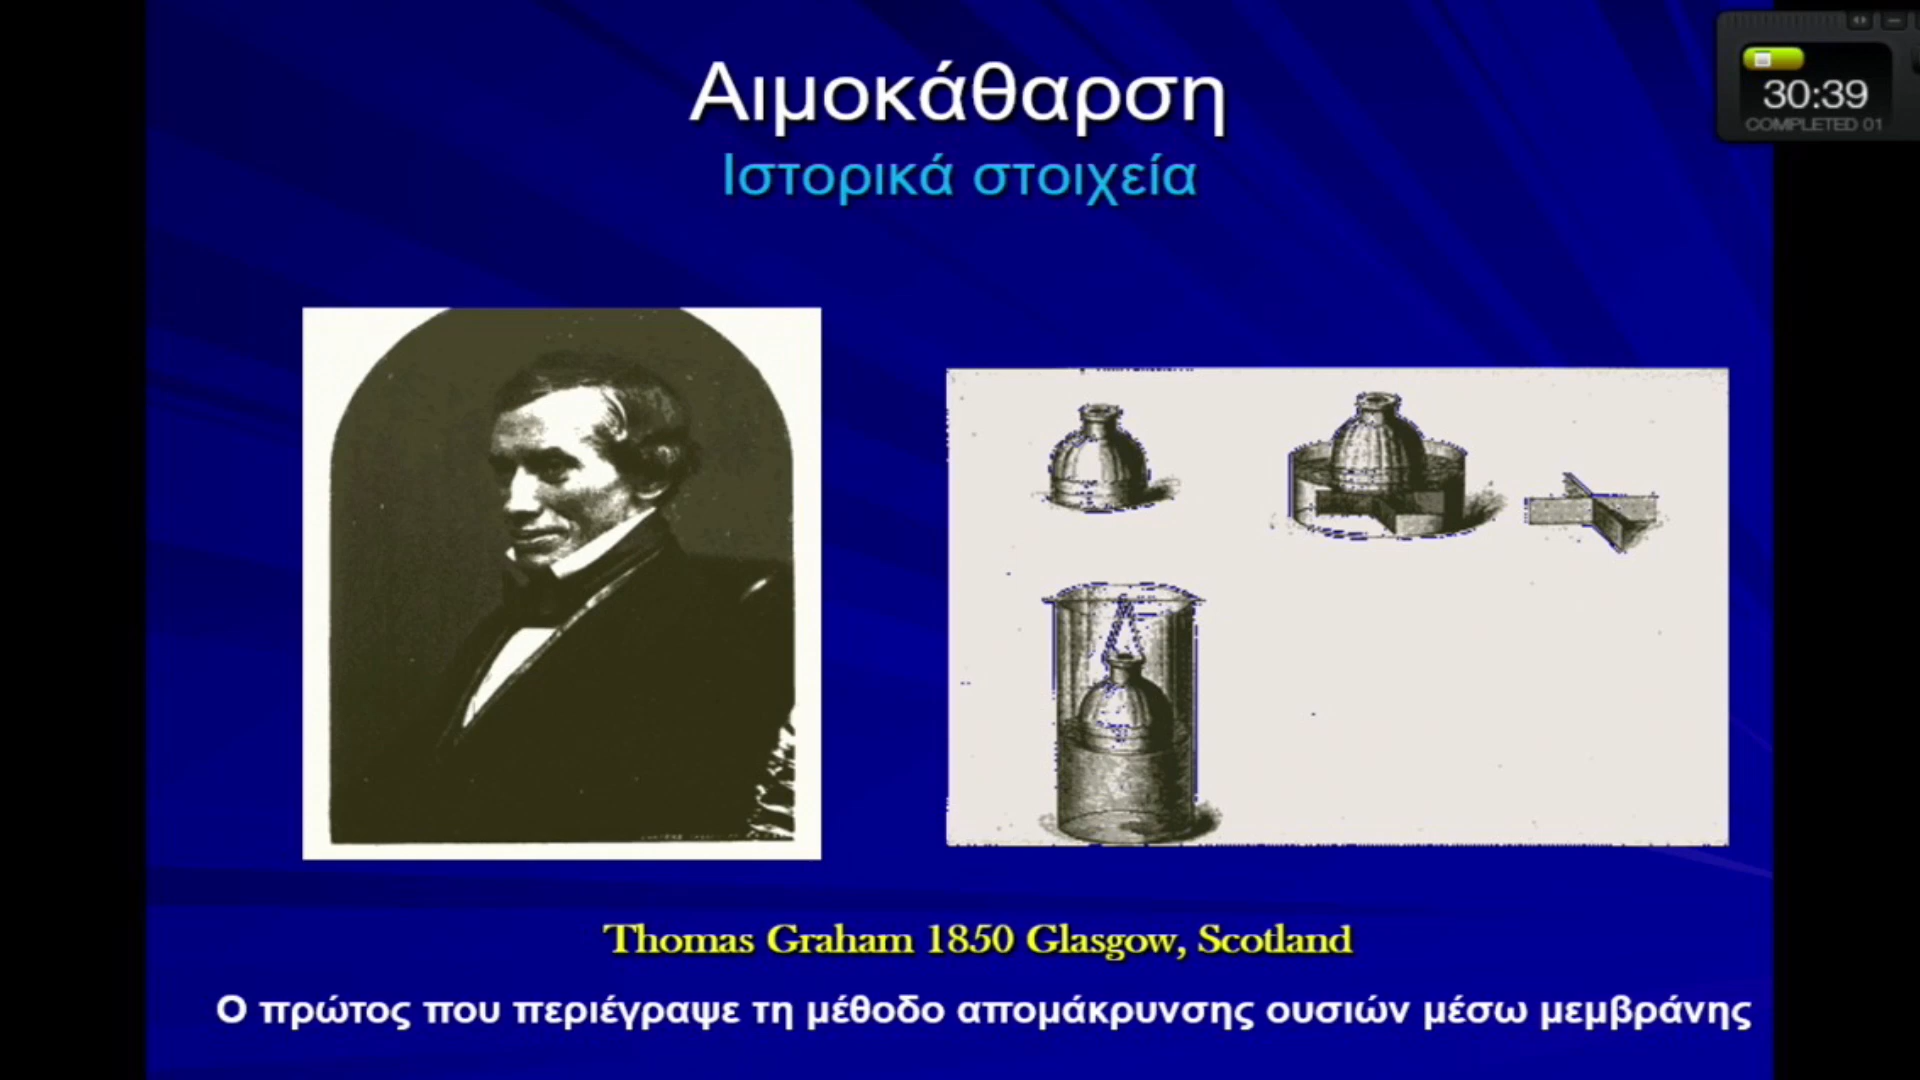 Αιμοκάθαρση
Ιστορικά στοιχεία
30:39
COMPLETED 01
Thomas Graham 1850 Glasgow, Scotland
Ο πρώτος που περιέγραψε τη μέθοδο απομάκρυνσης ουσιών μέσω μεμβράνης